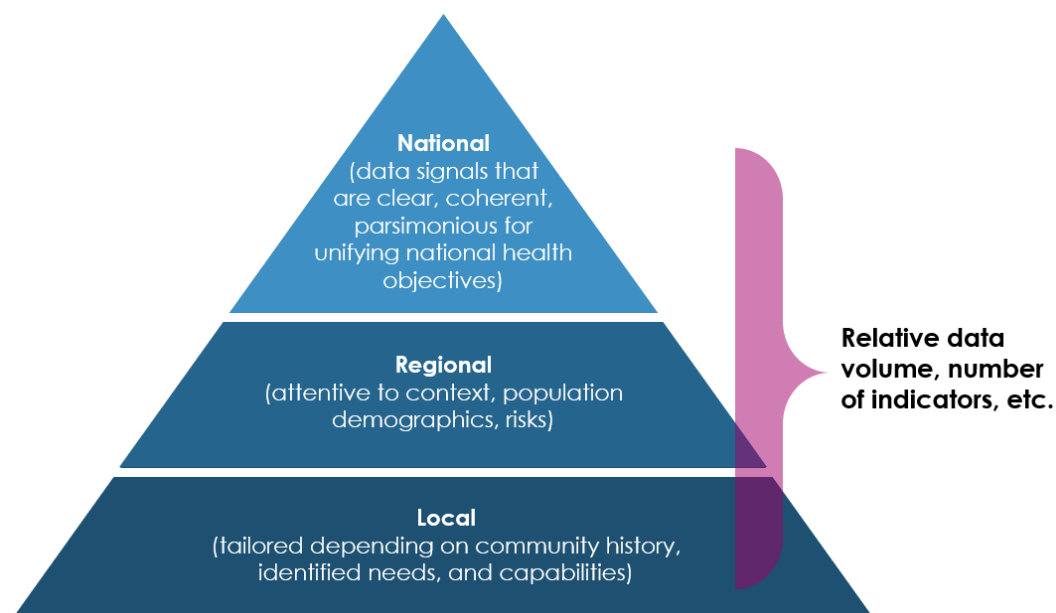 National
(data signals that
are clear, coherent,
parsimonious for
unifying national health
objectives)
Regional
(attentive to context, population
demographics, risks)
Local
(tailored depending on community history,
identified needs, and capabilities)
Relative data
volume, number
of indicators, etc.